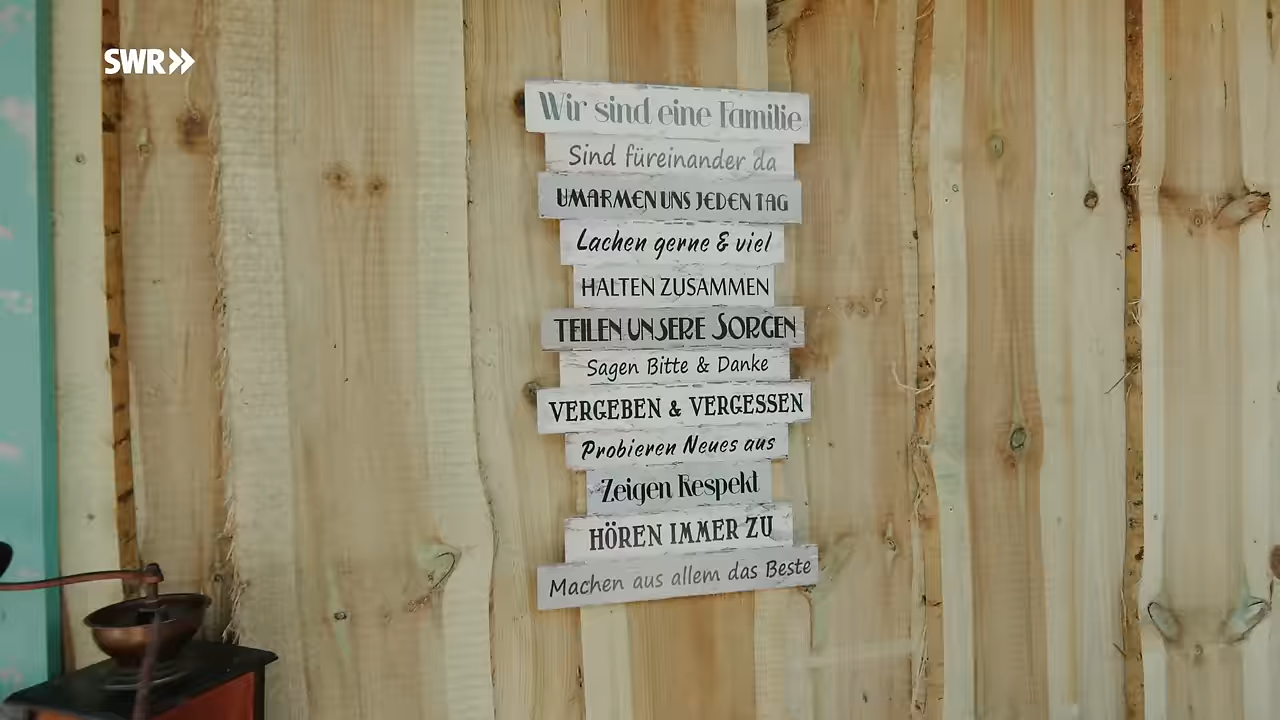 SWR»
Wir sind eine Familie
Sind füreinander da
UMARMEN UNS JEDEN TAG
Lachen gerne & viel
HALTEN ZUSAMMEN
TEILEN UNSERE SORGEN
Sagen Bitte & Danke
VERGEBEN & VERGESSEN
Probieren Neues aus
Zeigen Respekt
HÖREN IMMER ZU
Machen aus allem das Beste